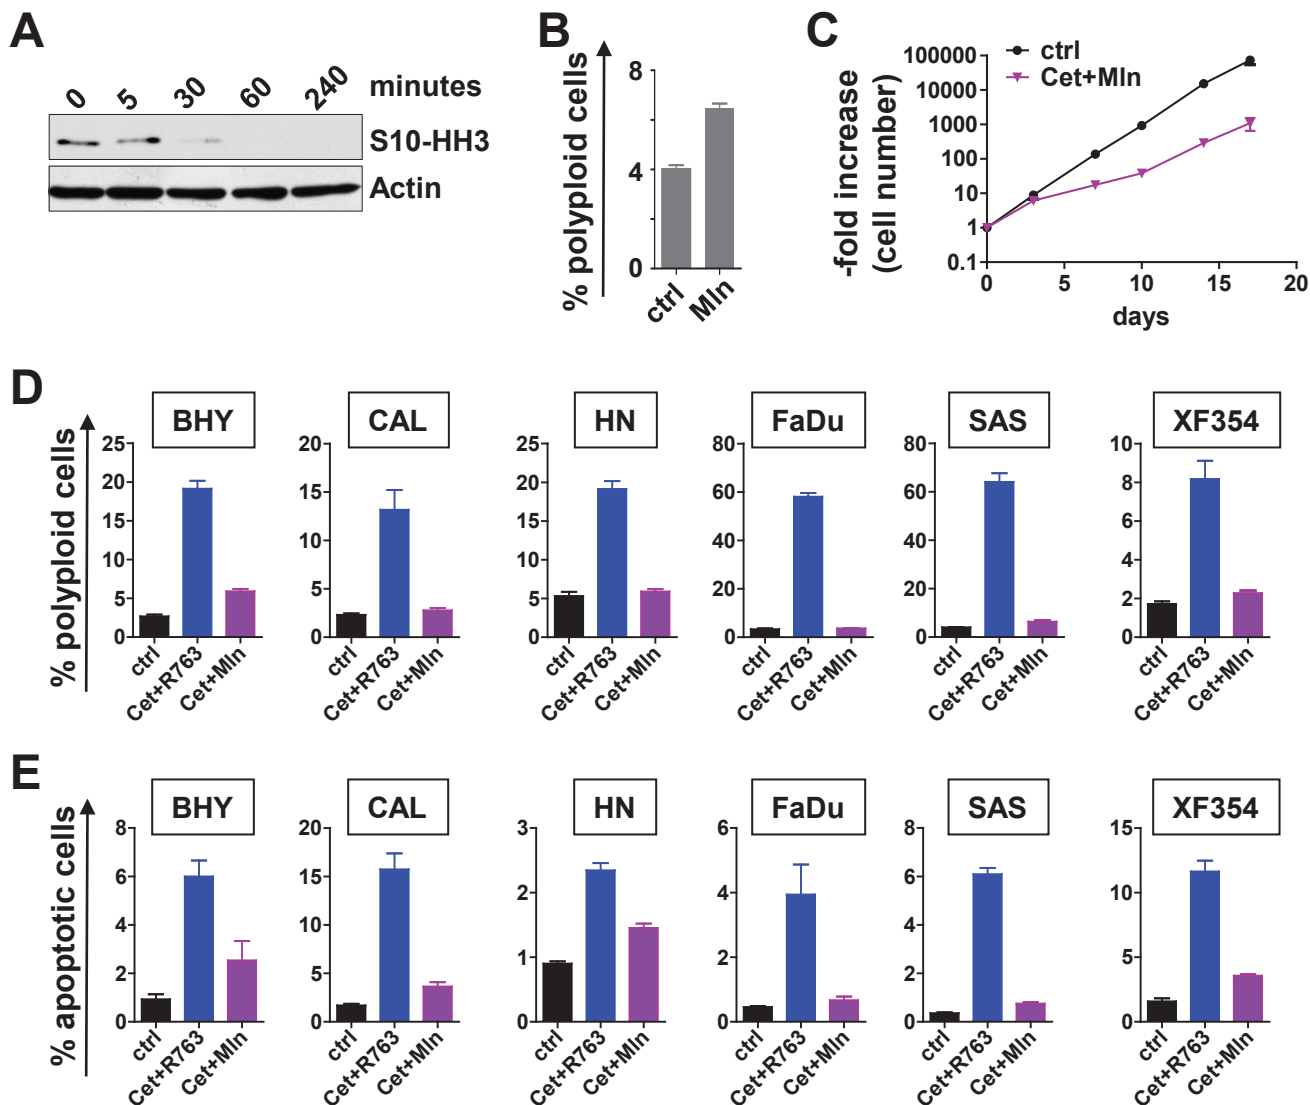 A
0 5 30 60 240 minutes
S10-HH3
Actin
B
% polyploid cells
8
4
0
ctrl Mln
C
-fold increase
(cell number)
100000
10000
1000
100
10
1
0.1
0 5 10 15 20
days
ctrl
Cet+Mln
D
% polyploid cells
BHY
25
20
15
10
5
0
ctrl Cet+R763 Cet+Mln
CAL
20
15
10
5
0
ctrl Cet+R763 Cet+Mln
HN
25
20
15
10
5
0
ctrl Cet+R763 Cet+Mln
FaDu
80
60
40
20
0
ctrl Cet+R763 Cet+Mln
SAS
80
60
40
20
0
ctrl Cet+R763 Cet+Mln
XF354
10
8
6
4
2
0
ctrl Cet+R763 Cet+Mln
E
% apoptotic cells
BHY
8
6
4
2
0
ctrl Cet+R763 Cet+Mln
CAL
20
15
10
5
0
ctrl Cet+R763 Cet+Mln
HN
3
2
1
0
ctrl Cet+R763 Cet+Mln
FaDu
6
4
2
0
ctrl Cet+R763 Cet+Mln
SAS
8
6
4
2
0
ctrl Cet+R763 Cet+Mln
XF354
15
10
5
0
ctrl Cet+R763 Cet+Mln